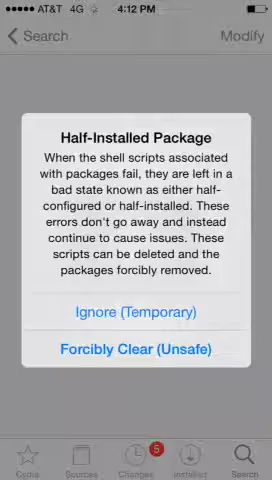 AT&T 4G 4:12 PM
Search Modify
Half-Installed Package
When the shell scripts associated
with packages fail, they are left in a
bad state known as either half-
configured or half-installed. These
errors don't go away and instead
continue to cause issues. These
scripts can be deleted and the
packages forcibly removed.
Ignore (Temporary)
Forcibly Clear (Unsafe)
5
Cydia Sources Changes Installed Search